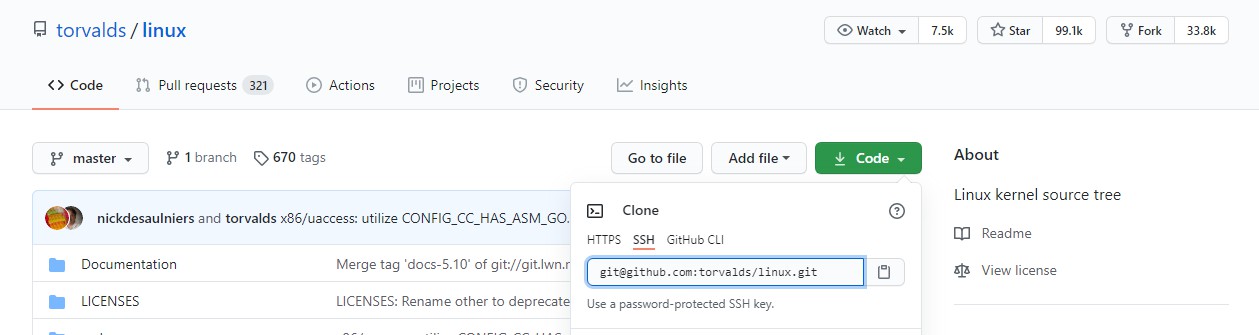 torvalds / linux
Watch 7.5k Star 99.1k Fork 33.8k
Code Pull requests 321 Actions Projects Security Insights
master 1 branch 670 tags Go to file Add file Code
nickdesaulniers and torvalds x86/uaccess: utilize CONFIG_CC_HAS_ASM_GO.
Documentation Merge tag 'docs-5.10' of git://git.lwn.r
LICENSES LICENSES: Rename other to deprecate
Clone
HTTPS SSH GitHub CLI
git@github.com:torvalds/linux.git
Use a password-protected SSH key.
About
Linux kernel source tree
Readme
View license